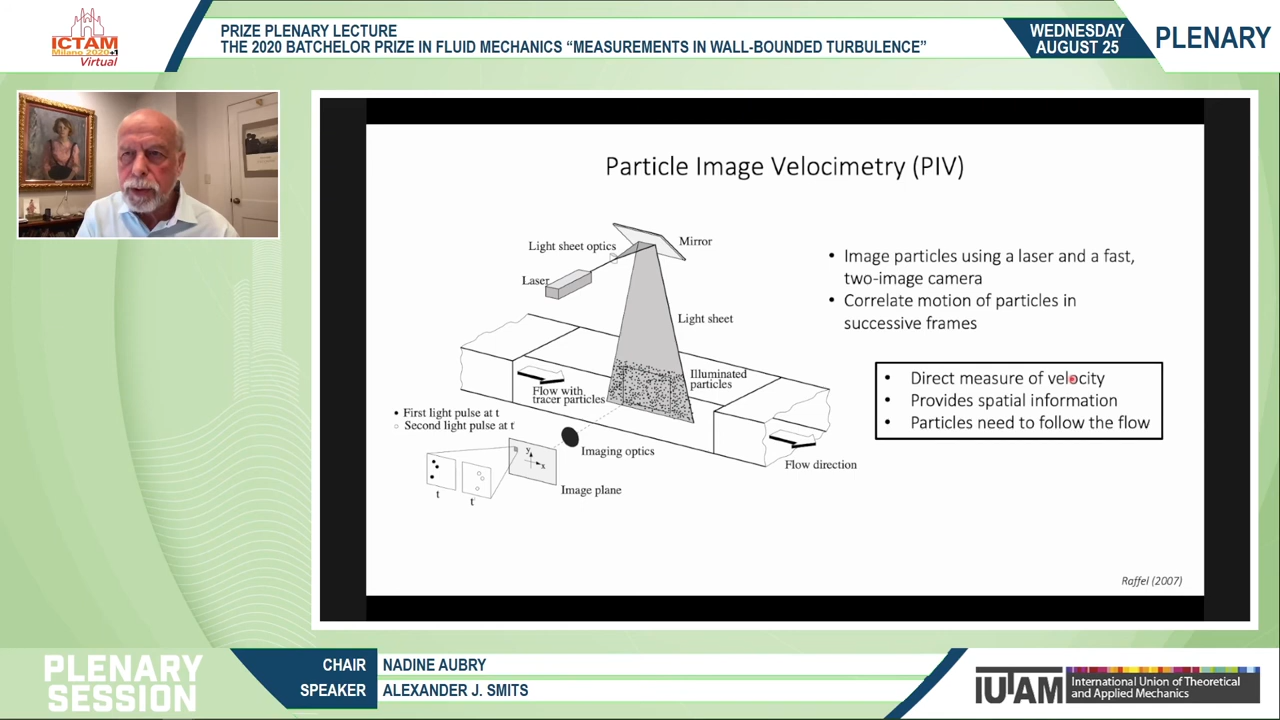 ICTAM
Milano 2020+1
Virtual
PRIZE PLENARY LECTURE
THE 2020 BATCHELOR PRIZE IN FLUID MECHANICS “MEASUREMENTS IN WALL-BOUNDED TURBULENCE”
WEDNESDAY
AUGUST 25
PLENARY
Particle Image Velocimetry (PIV)
Light sheet optics
Mirror
Laser
Light sheet
Illuminated
particles
Flow with
tracer particles
• First light pulse at t
○ Second light pulse at t'
Imaging optics
y
x
Flow direction
Image plane
t
t'
• Image particles using a laser and a fast,
two-image camera
• Correlate motion of particles in
successive frames
• Direct measure of velocity
• Provides spatial information
• Particles need to follow the flow
Raffel (2007)
PLENARY
SESSION
CHAIR NADINE AUBRY
SPEAKER ALEXANDER J. SMITS
IUTAM
International Union of Theoretical
and Applied Mechanics